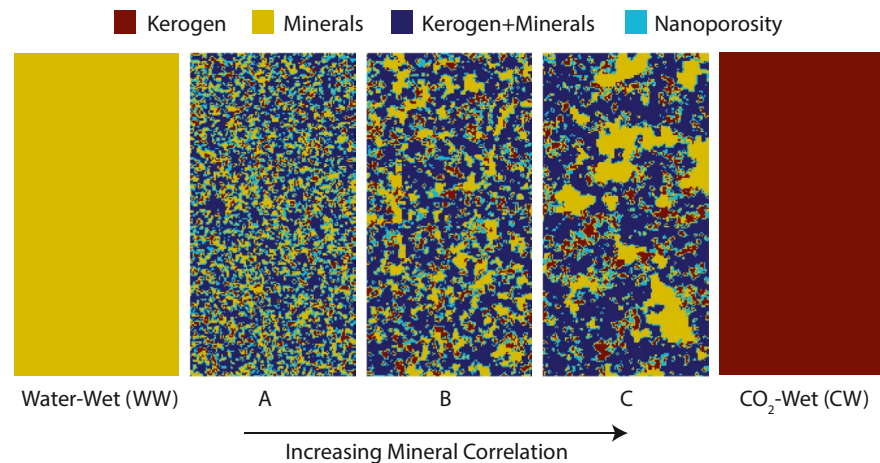 Kerogen Minerals Kerogen+Minerals Nanoporosity
Water-Wet (WW) A B C CO₂-Wet (CW)
Increasing Mineral Correlation